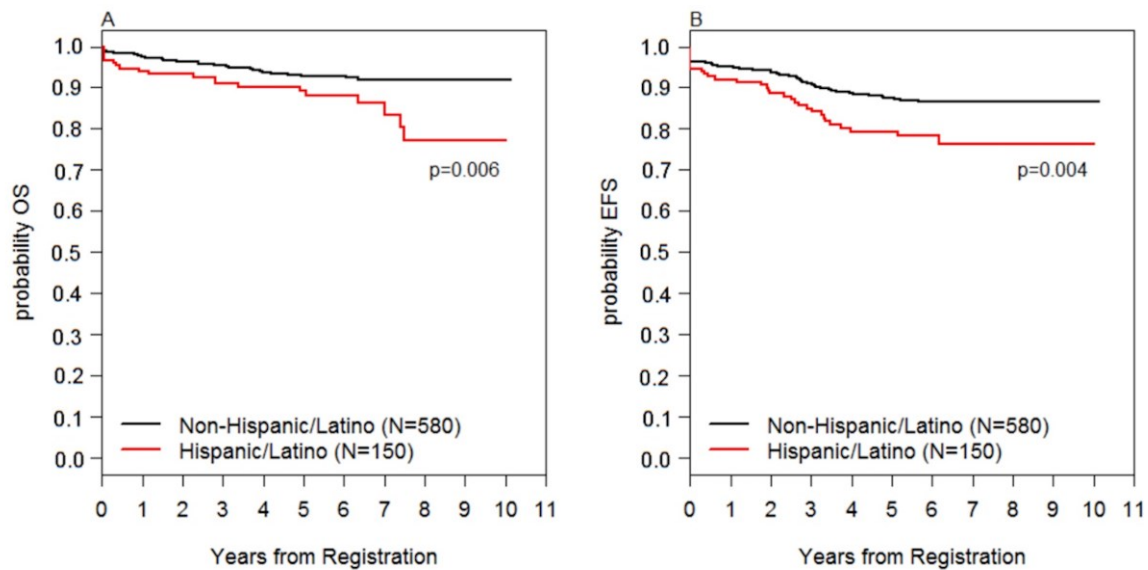 A
probability OS
1.0
0.9
0.8
0.7
0.6
0.5
0.4
0.3
0.2
0.1
0.0
p=0.006
Non-Hispanic/Latino (N=580)
Hispanic/Latino (N=150)
0 1 2 3 4 5 6 7 8 9 10 11
Years from Registration
B
probability EFS
1.0
0.9
0.8
0.7
0.6
0.5
0.4
0.3
0.2
0.1
0.0
p=0.004
Non-Hispanic/Latino (N=580)
Hispanic/Latino (N=150)
0 1 2 3 4 5 6 7 8 9 10 11
Years from Registration